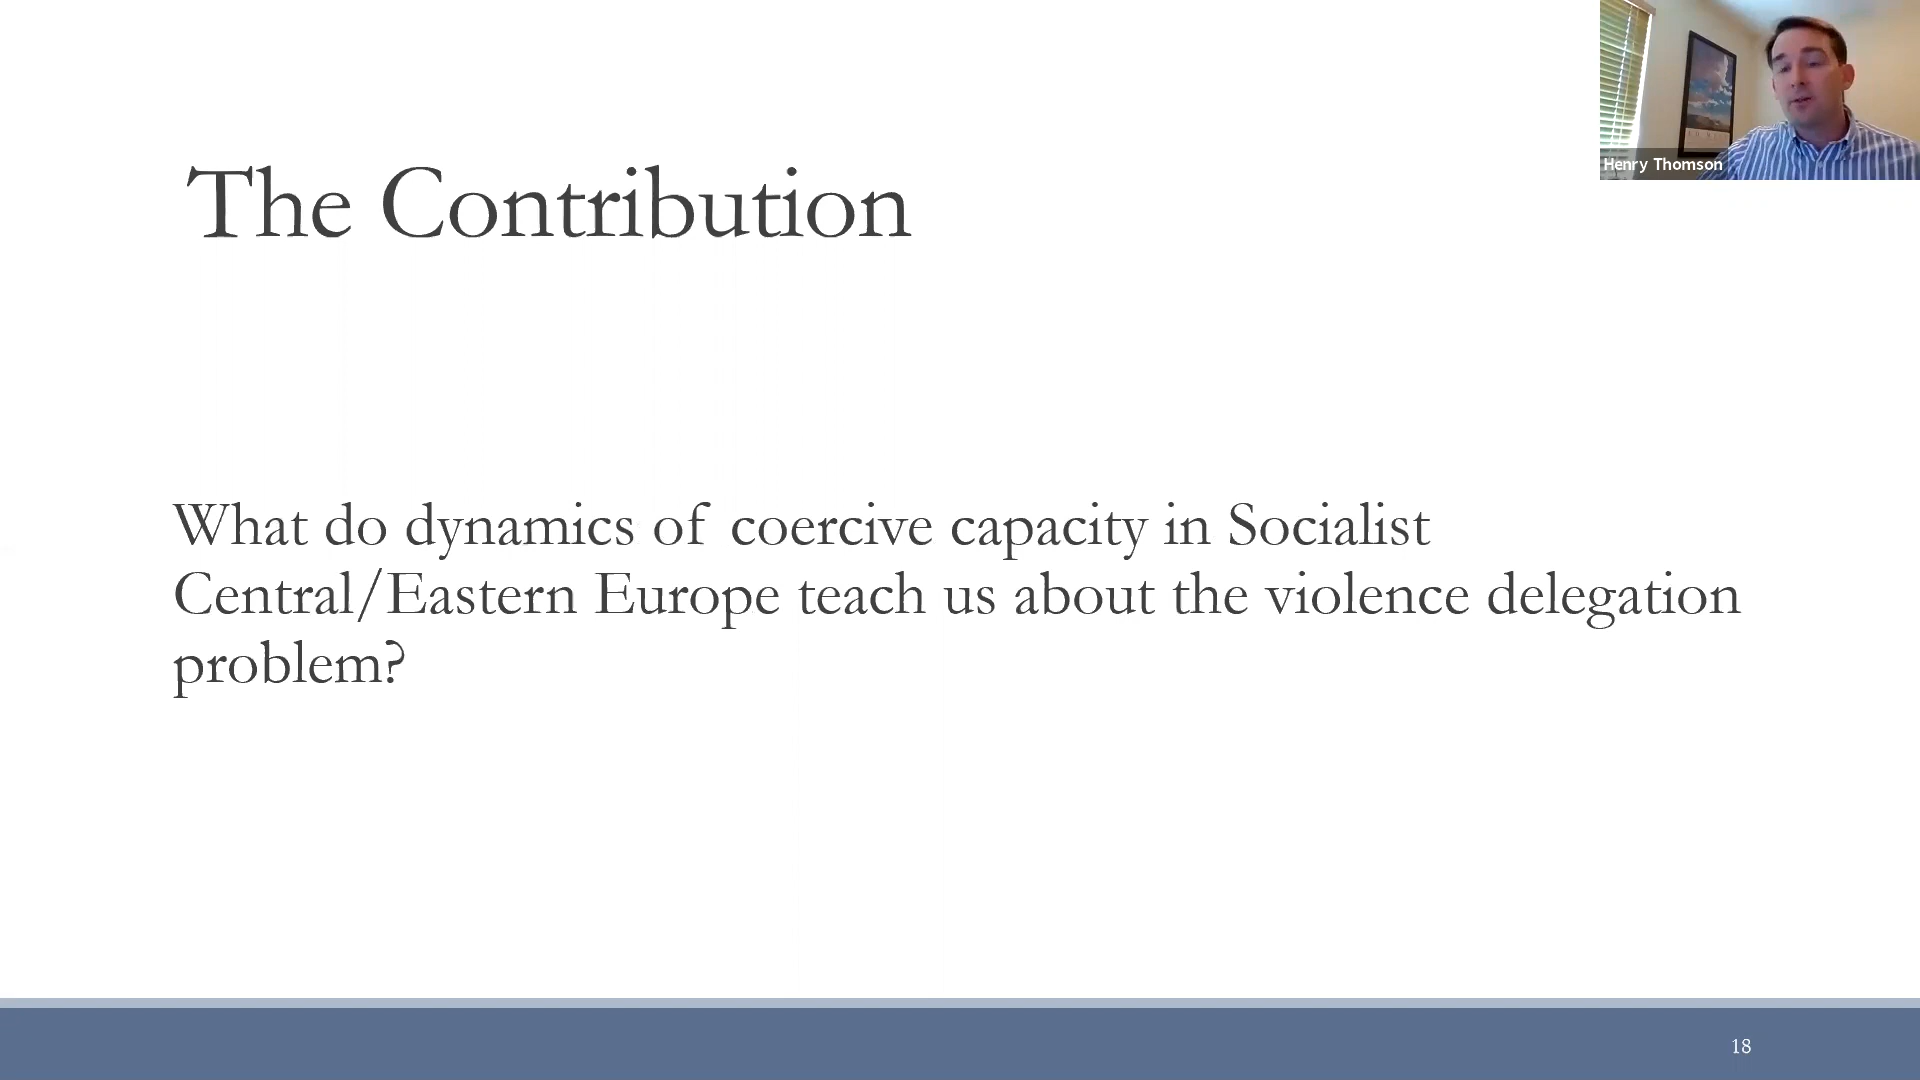 Henry Thomson
The Contribution
What do dynamics of coercive capacity in Socialist
Central/Eastern Europe teach us about the violence delegation
problem?
18